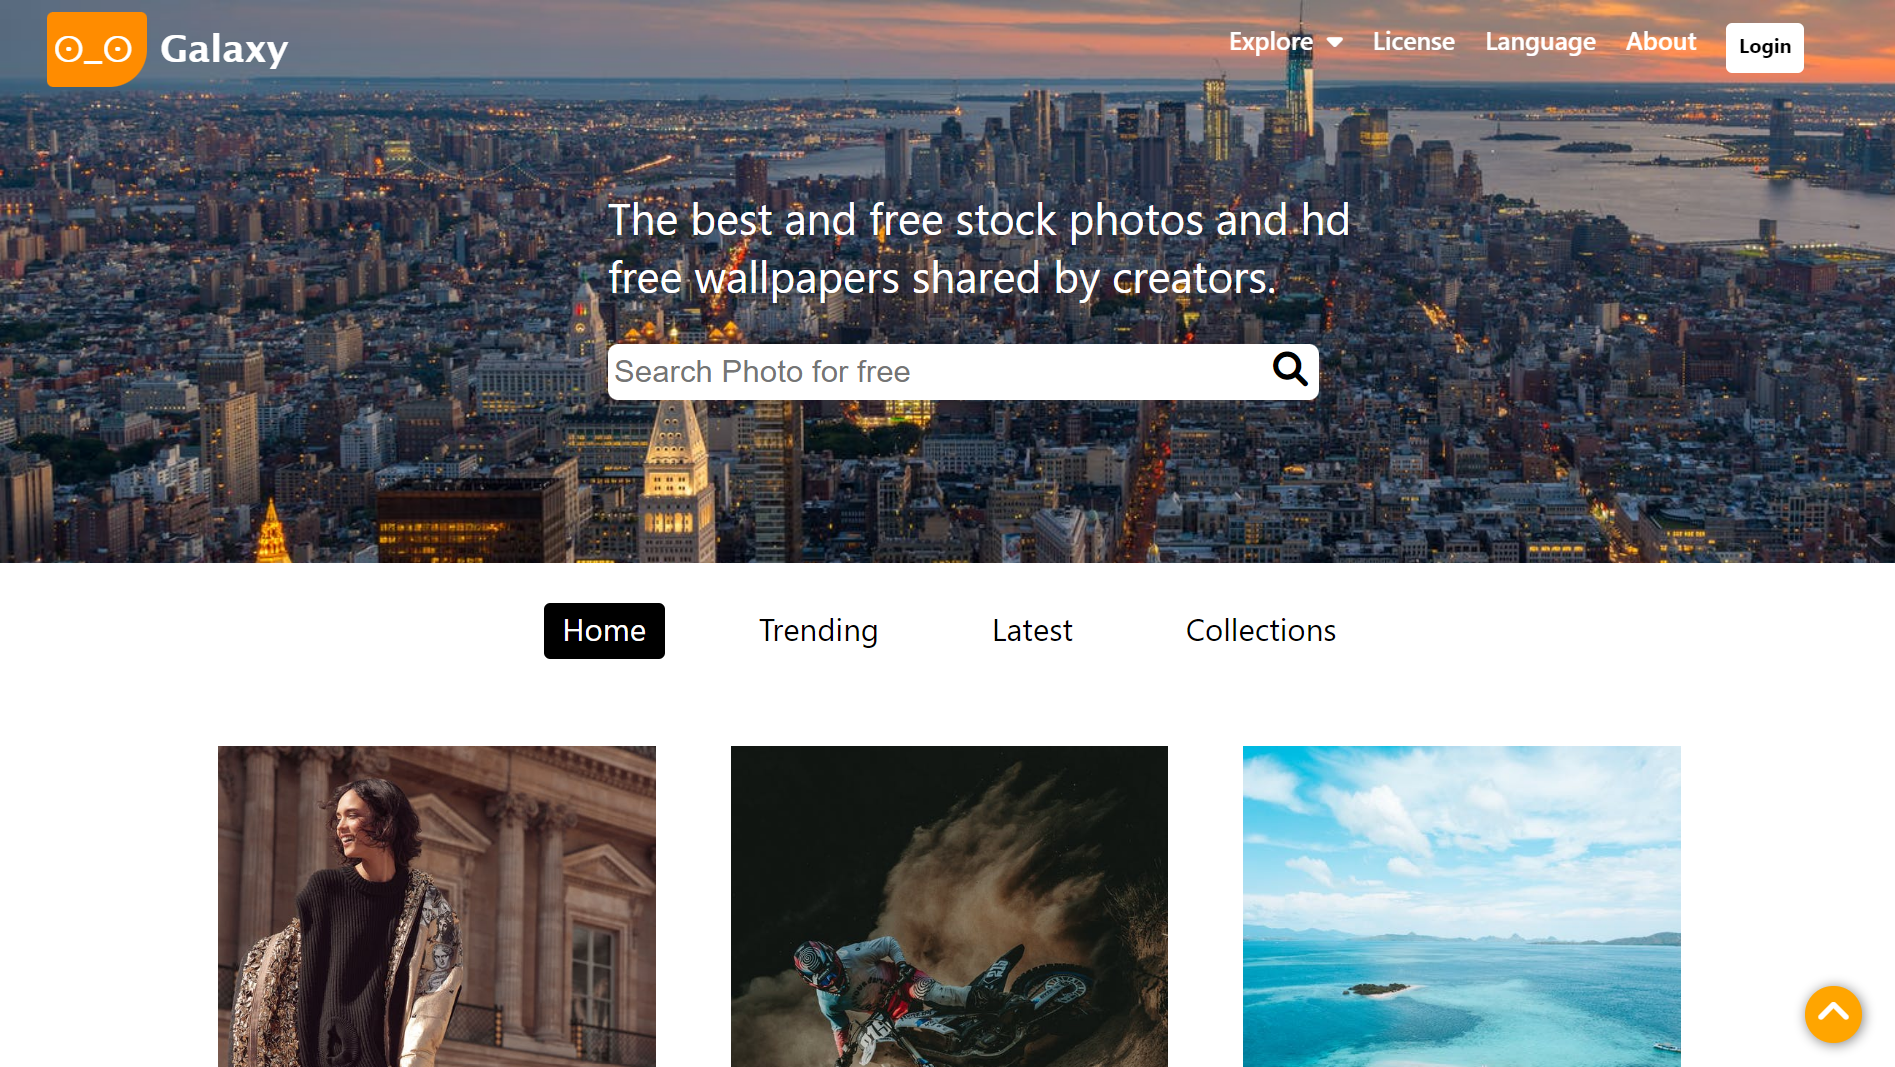 ʘ_ʘ Galaxy
Explore License Language About Login
The best and free stock photos and hd
free wallpapers shared by creators.
Search Photo for free
Home Trending Latest Collections